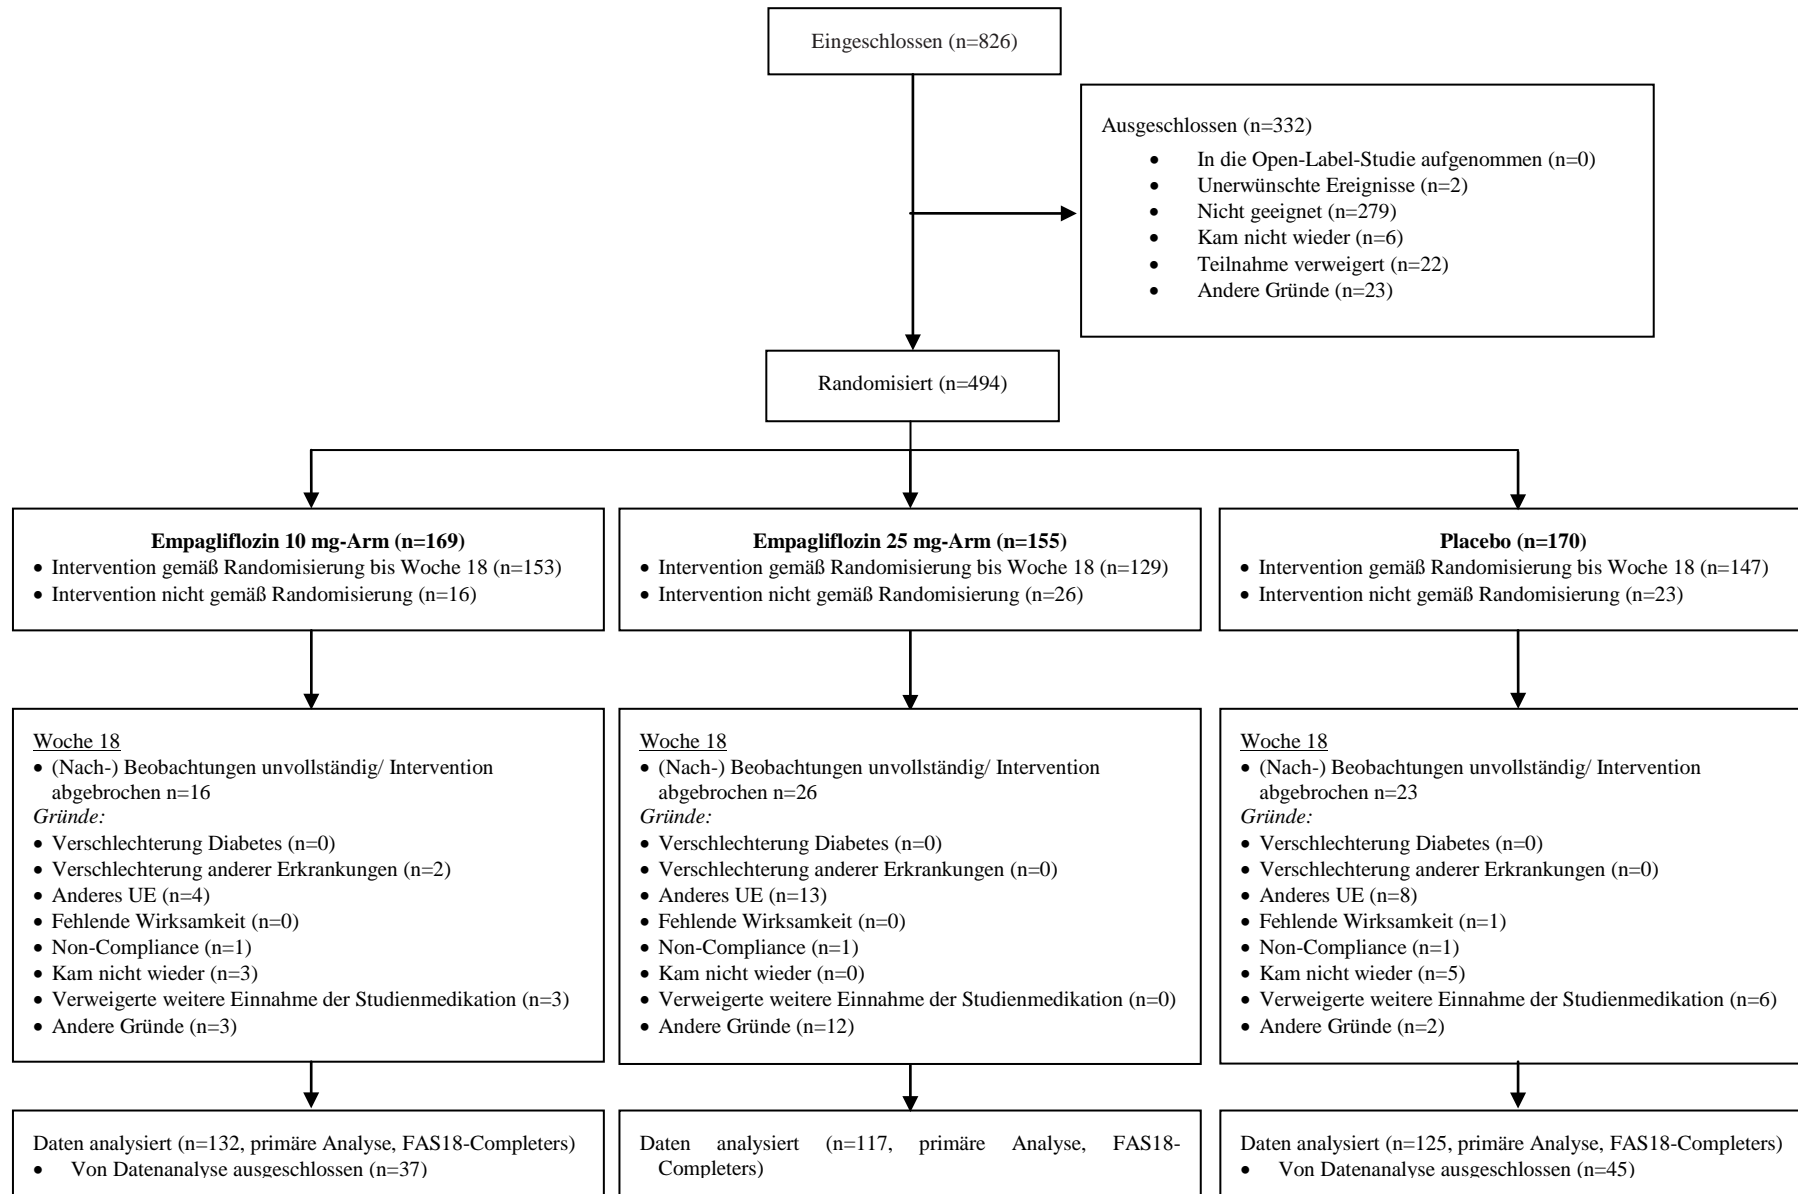 Eingeschlossen (n=826)
Ausgeschlossen (n=332)
• In die Open-Label-Studie aufgenommen (n=0)
• Unerwünschte Ereignisse (n=2)
• Nicht geeignet (n=279)
• Kam nicht wieder (n=6)
• Teilnahme verweigert (n=22)
• Andere Gründe (n=23)
Randomisiert (n=494)
Empagliflozin 10 mg-Arm (n=169)
• Intervention gemäß Randomisierung bis Woche 18 (n=153)
• Intervention nicht gemäß Randomisierung (n=16)
Empagliflozin 25 mg-Arm (n=155)
• Intervention gemäß Randomisierung bis Woche 18 (n=129)
• Intervention nicht gemäß Randomisierung (n=26)
Placebo (n=170)
• Intervention gemäß Randomisierung bis Woche 18 (n=147)
• Intervention nicht gemäß Randomisierung (n=23)
Woche 18
• (Nach-) Beobachtungen unvollständig/ Intervention
abgebrochen n=16
Gründe:
• Verschlechterung Diabetes (n=0)
• Verschlechterung anderer Erkrankungen (n=2)
• Anderes UE (n=4)
• Fehlende Wirksamkeit (n=0)
• Non-Compliance (n=1)
• Kam nicht wieder (n=3)
• Verweigerte weitere Einnahme der Studienmedikation (n=3)
• Andere Gründe (n=3)
Woche 18
• (Nach-) Beobachtungen unvollständig/ Intervention
abgebrochen n=26
Gründe:
• Verschlechterung Diabetes (n=0)
• Verschlechterung anderer Erkrankungen (n=0)
• Anderes UE (n=13)
• Fehlende Wirksamkeit (n=0)
• Non-Compliance (n=1)
• Kam nicht wieder (n=0)
• Verweigerte weitere Einnahme der Studienmedikation (n=0)
• Andere Gründe (n=12)
Woche 18
• (Nach-) Beobachtungen unvollständig/ Intervention
abgebrochen n=23
Gründe:
• Verschlechterung Diabetes (n=0)
• Verschlechterung anderer Erkrankungen (n=0)
• Anderes UE (n=8)
• Fehlende Wirksamkeit (n=1)
• Non-Compliance (n=1)
• Kam nicht wieder (n=5)
• Verweigerte weitere Einnahme der Studienmedikation (n=6)
• Andere Gründe (n=2)
Daten analysiert (n=132, primäre Analyse, FAS18-Completers)
• Von Datenanalyse ausgeschlossen (n=37)
Daten analysiert (n=117, primäre Analyse, FAS18-
Completers)
Daten analysiert (n=125, primäre Analyse, FAS18-Completers)
• Von Datenanalyse ausgeschlossen (n=45)